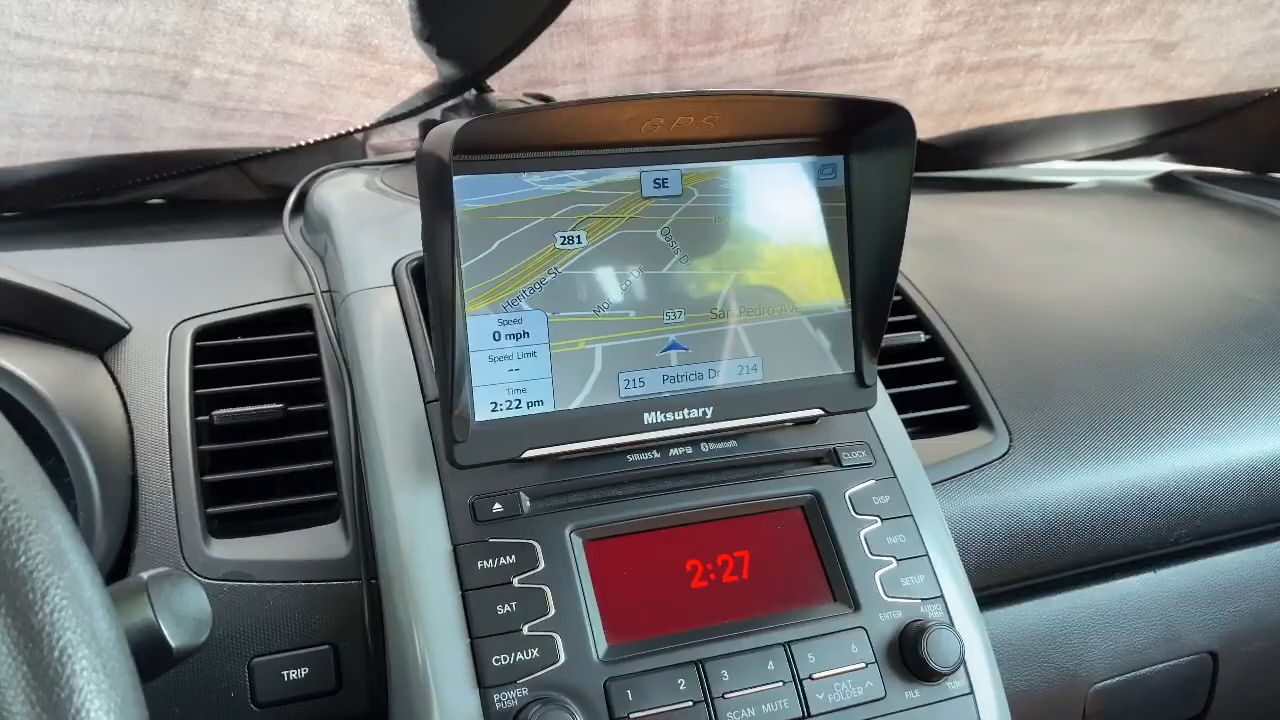 GPS
SE
281
Oasis Dr
Heritage St
537
San Pedro Ave
Speed
0 mph
Speed Limit
--
Time
2:22 pm
215 Patricia Dr 214
Mksutary
SIRIUS MP3 Bluetooth
CLOCK
DISP
INFO
SETUP
FM/AM
SAT
CD/AUX
2:27
ENTER
AUDIO
PUSH
TRIP
POWER
PUSH
1 2
3 4
5 6
SCAN MUTE
CAT
FOLDER
FILE
TUNE